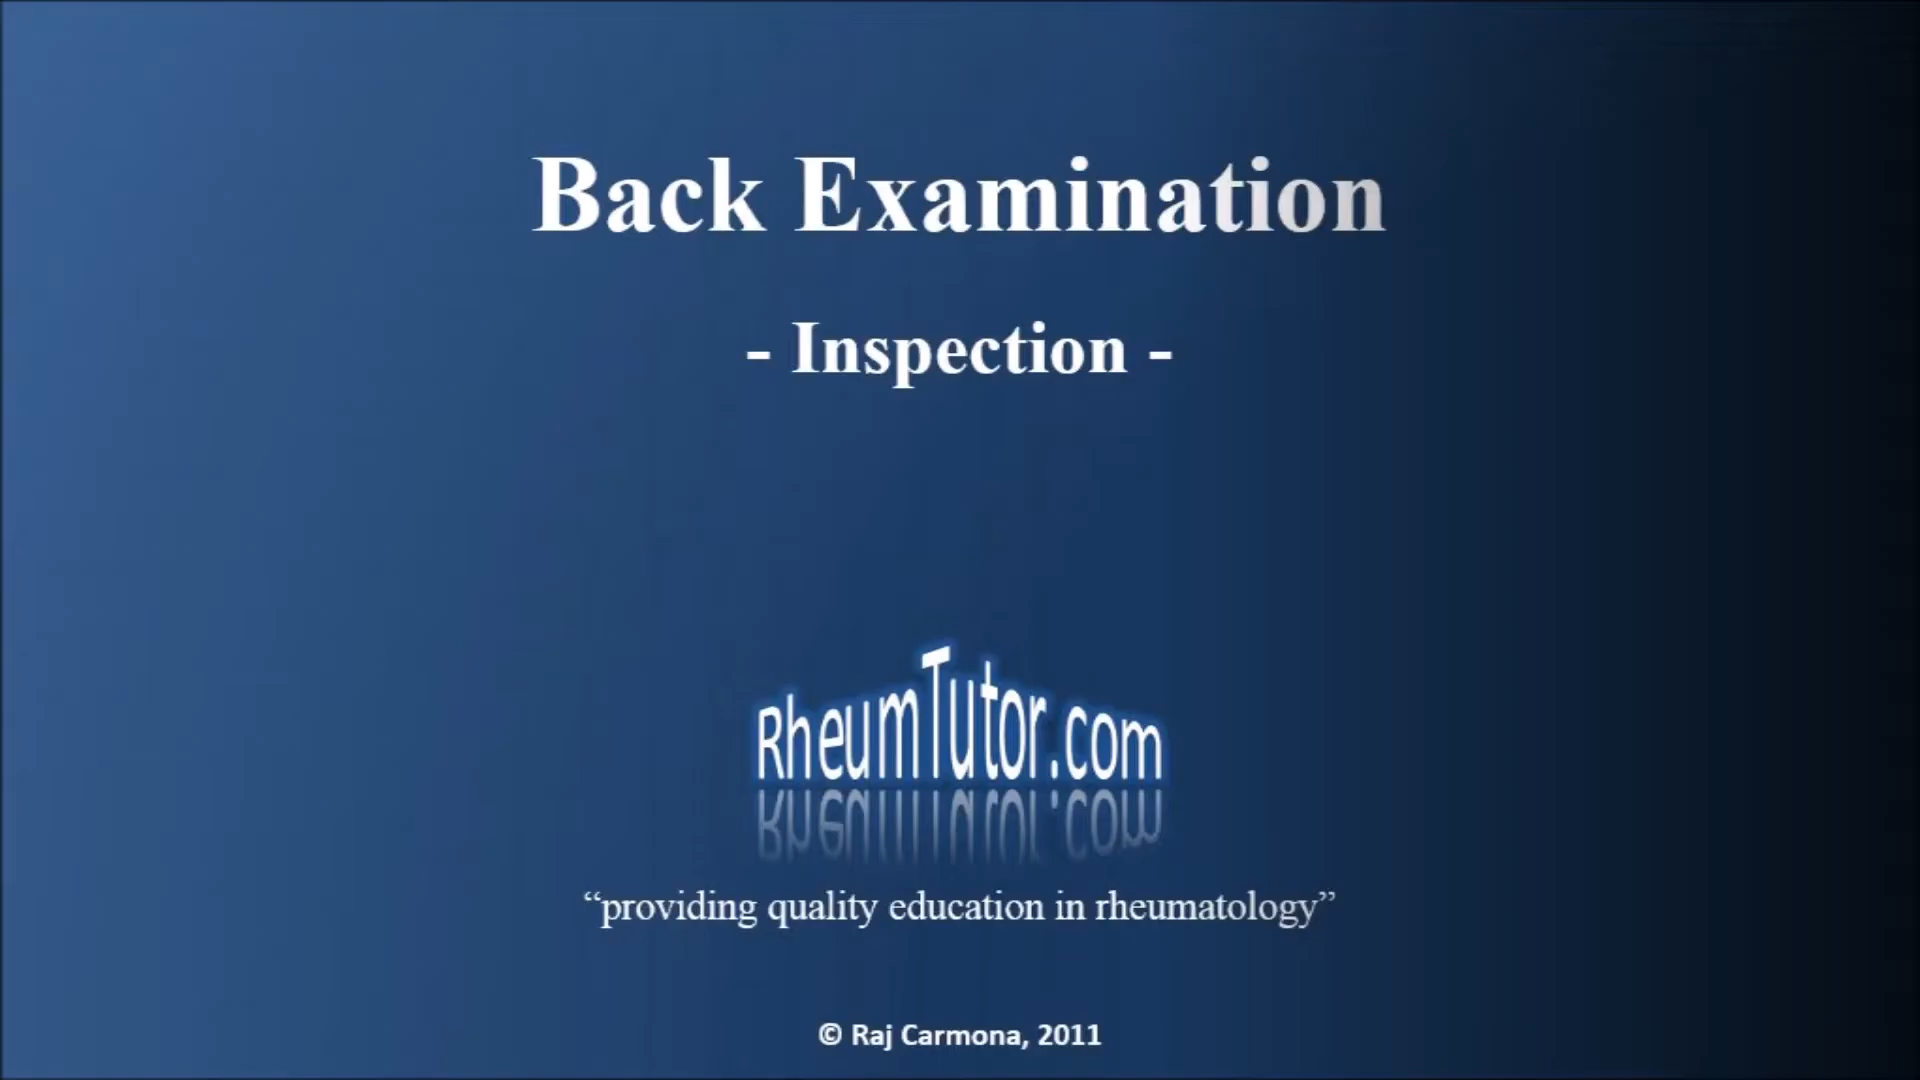 Back Examination
- Inspection -
RheumTutor.com
“providing quality education in rheumatology”
© Raj Carmona, 2011